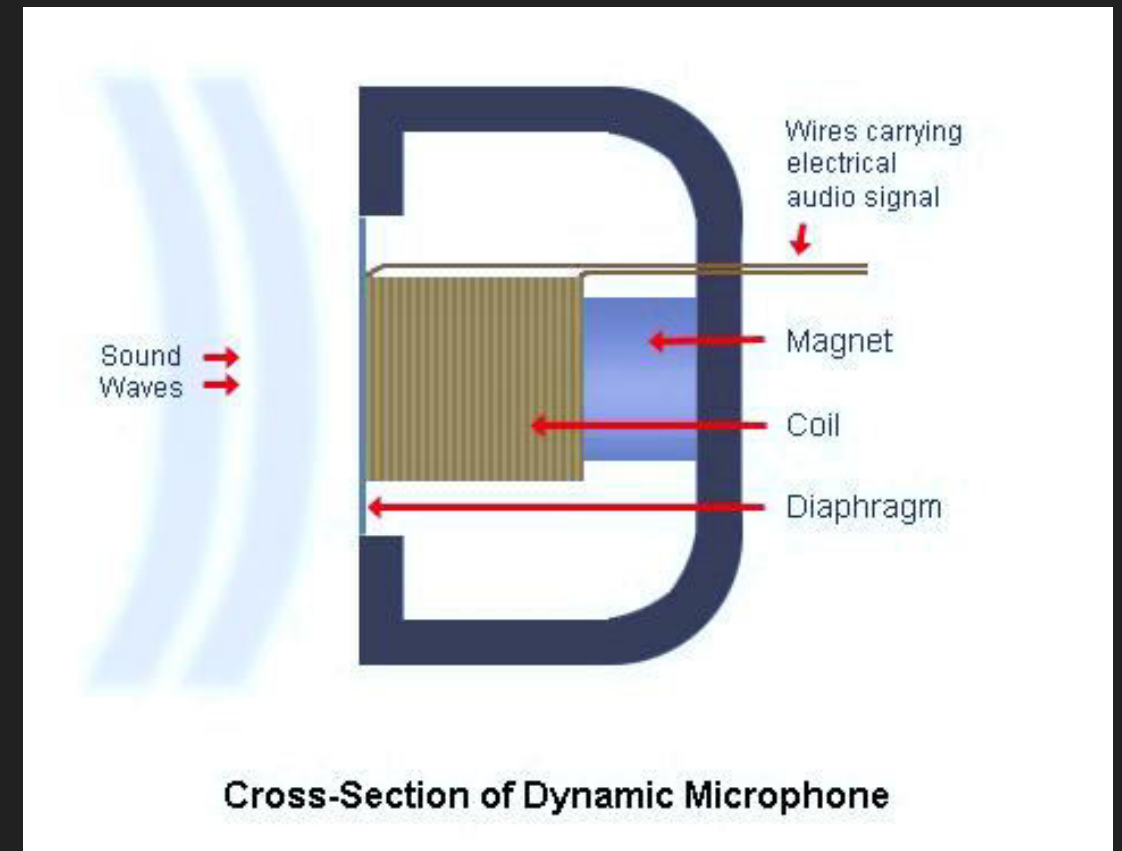 Wires carrying
electrical
audio signal
Sound
Waves
Magnet
Coil
Diaphragm
Cross-Section of Dynamic Microphone